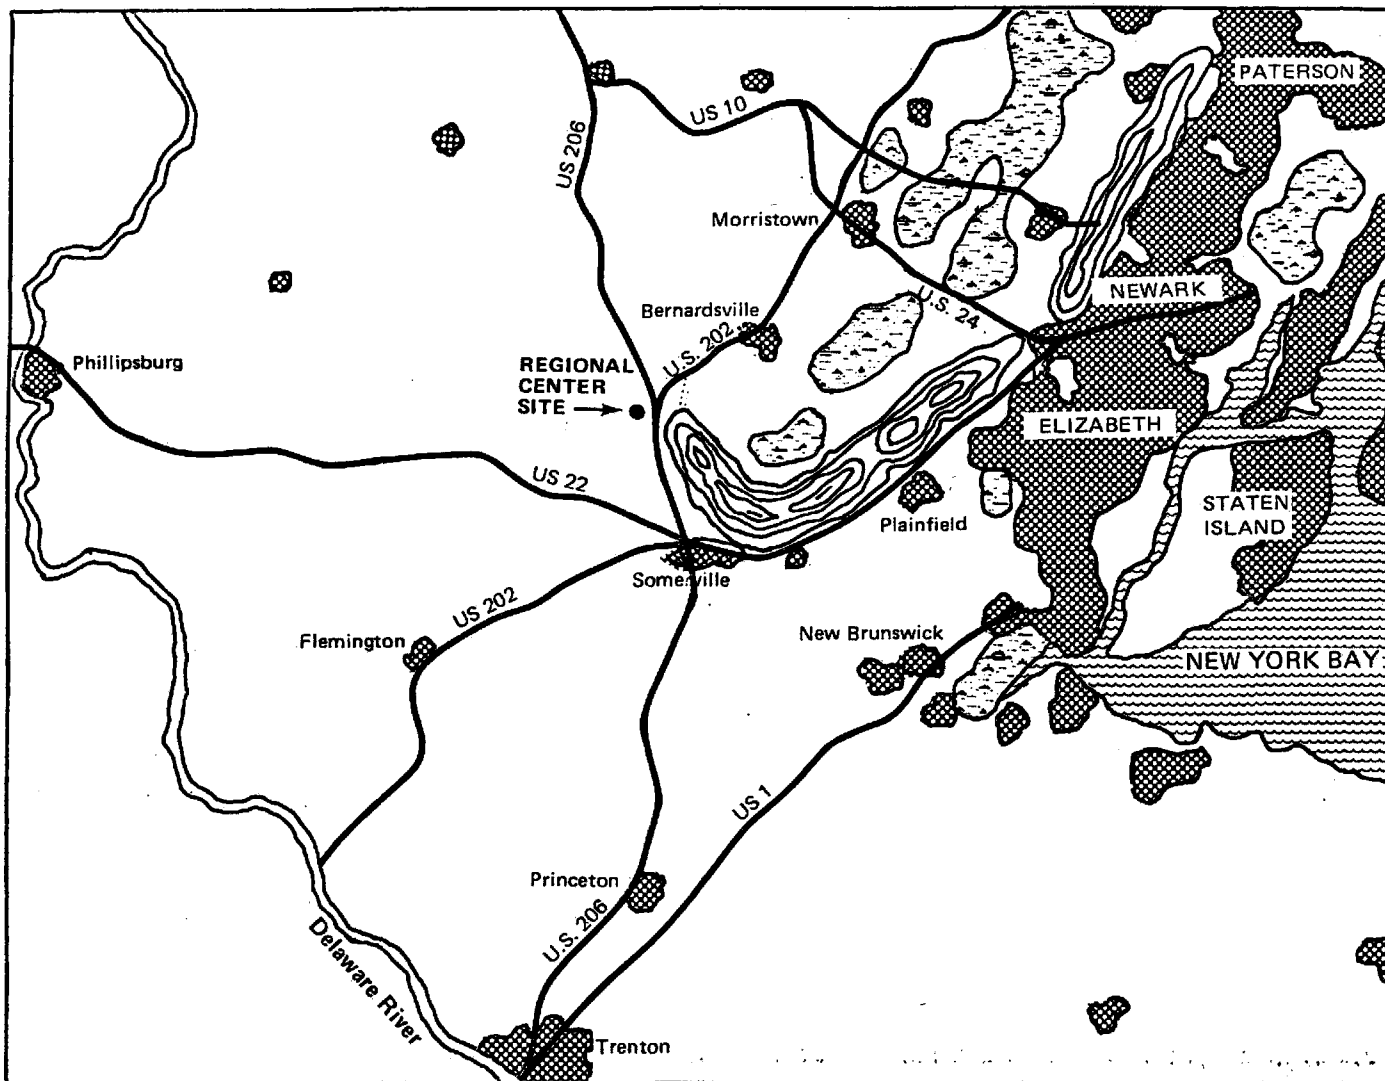 PATERSON
US 10
US 206
Morristown
NEWARK
U.S. 24
Bernardsville
U.S. 202
Phillipsburg
REGIONAL
CENTER
SITE
ELIZABETH
US 22
Plainfield
STATEN
ISLAND
Somerville
US 202
Flemington
New Brunswick
NEW YORK BAY
US 1
Princeton
U.S. 206
Delaware River
Trenton